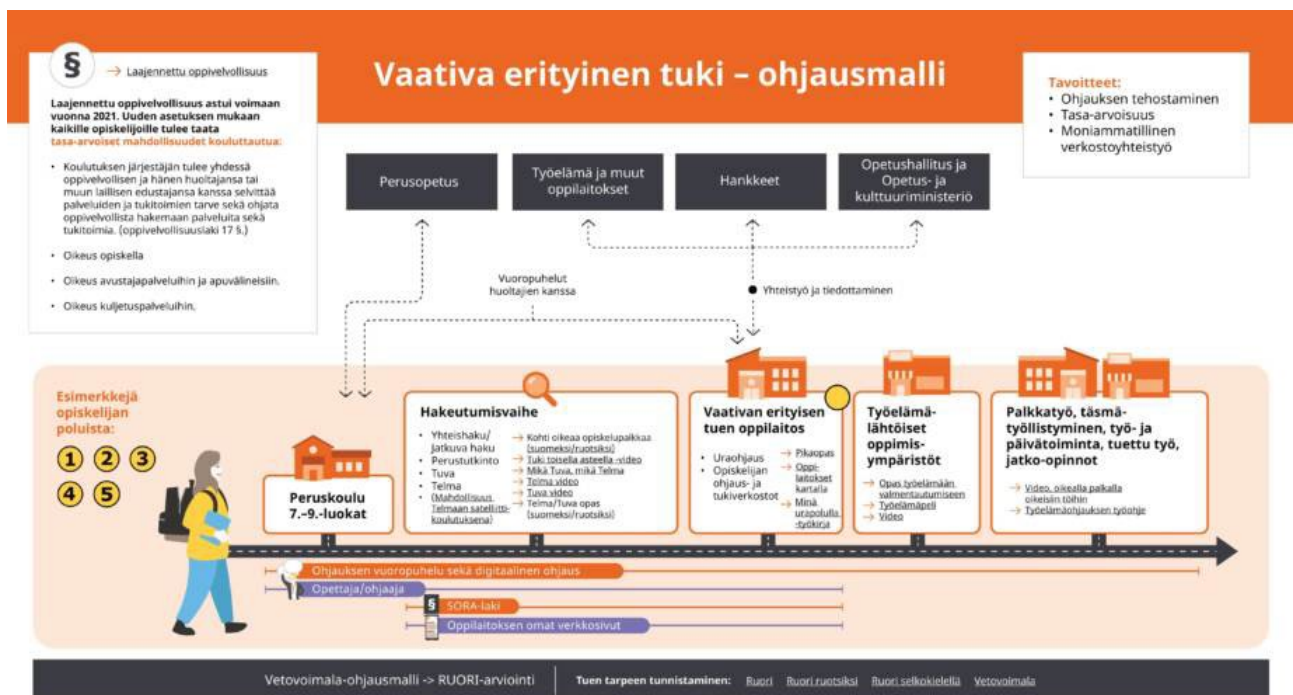 §
→ Laajennettu oppivelvollisuus
Laajennettu oppivelvollisuus astui voimaan
vuonna 2021. Uuden asetuksen mukaan
kaikille opiskelijoille tulee taata
tasa-arvoiset mahdollisuudet kouluttautua:
• Koulutuksen järjestäjän tulee yhdessä
oppivelvollisen ja hänen huoltajansa tai
muun laillisen edustajansa kanssa selvittää
palveluiden ja tukitoimien tarve sekä ohjata
oppivelvollista hakemaan palveluita sekä
tukitoimia. (oppivelvollisuuslaki 17 §.)
• Oikeus opiskella
• Oikeus avustajapalveluihin ja apuvälineisiin.
• Oikeus kuljetuspalveluihin.
Vaativa erityinen tuki – ohjausmalli
Tavoitteet:
• Ohjauksen tehostaminen
• Tasa-arvoisuus
• Moniammatillinen
verkostoyhteistyö
Perusopetus
Työelämä ja muut
oppilaitokset
Hankkeet
Opetushallitus ja
Opetus- ja
kulttuuriministeriö
Vuoropuhelut
huoltajien kanssa
Yhteistyö ja tiedottaminen
Esimerkkejä
opiskelijan
poluista:
1 2 3
4 5
Peruskoulu
7.–9.-luokat
Hakeutumisvaihe
• Yhteishaku/
Jatkuva haku
• Perustutkinto
• Tuva
• Telma
• (Mahdollisuus
Telmaan satelliitti-
koulutuksena)
→ Kohti oikeaa opiskelupaikkaa
(suomeksi/ruotsiksi)
→ Tuki toisella asteella -video
→ Mikä Tuva, mikä Telma
→ Telma video
→ Tuva video
→ Telma/Tuva opas
(suomeksi/ruotsiksi)
Vaativan erityisen
tuen oppilaitos
• Uraohjaus
• Opiskelijan
ohjaus- ja
tukiverkostot
→ Pikaopas
→ Oppi-
laitokset
kartalla
→ Minä
urapolulla
-työkirja
Työelämä-
lähtöiset
oppimis-
ympäristöt
→ Opas työelämään
valmentautumiseen
→ Työelämäpeli
→ Video
Palkkatyö, täsmä-
työllistyminen, työ- ja
päivätoiminta, tuettu työ,
jatko-opinnot
→ Video, oikealla palkalla
oikeisiin töihin
→ Työelämäohjauksen työohje
Ohjauksen vuoropuhelu sekä digitaalinen ohjaus
Opettaja/ohjaaja
§ SORA-laki
Oppilaitoksen omat verkkosivut
Vetovoimala-ohjausmalli -> RUORI-arviointi
Tuen tarpeen tunnistaminen: Ruori Ruori ruotsiksi Ruori selkokielellä Vetovoimala